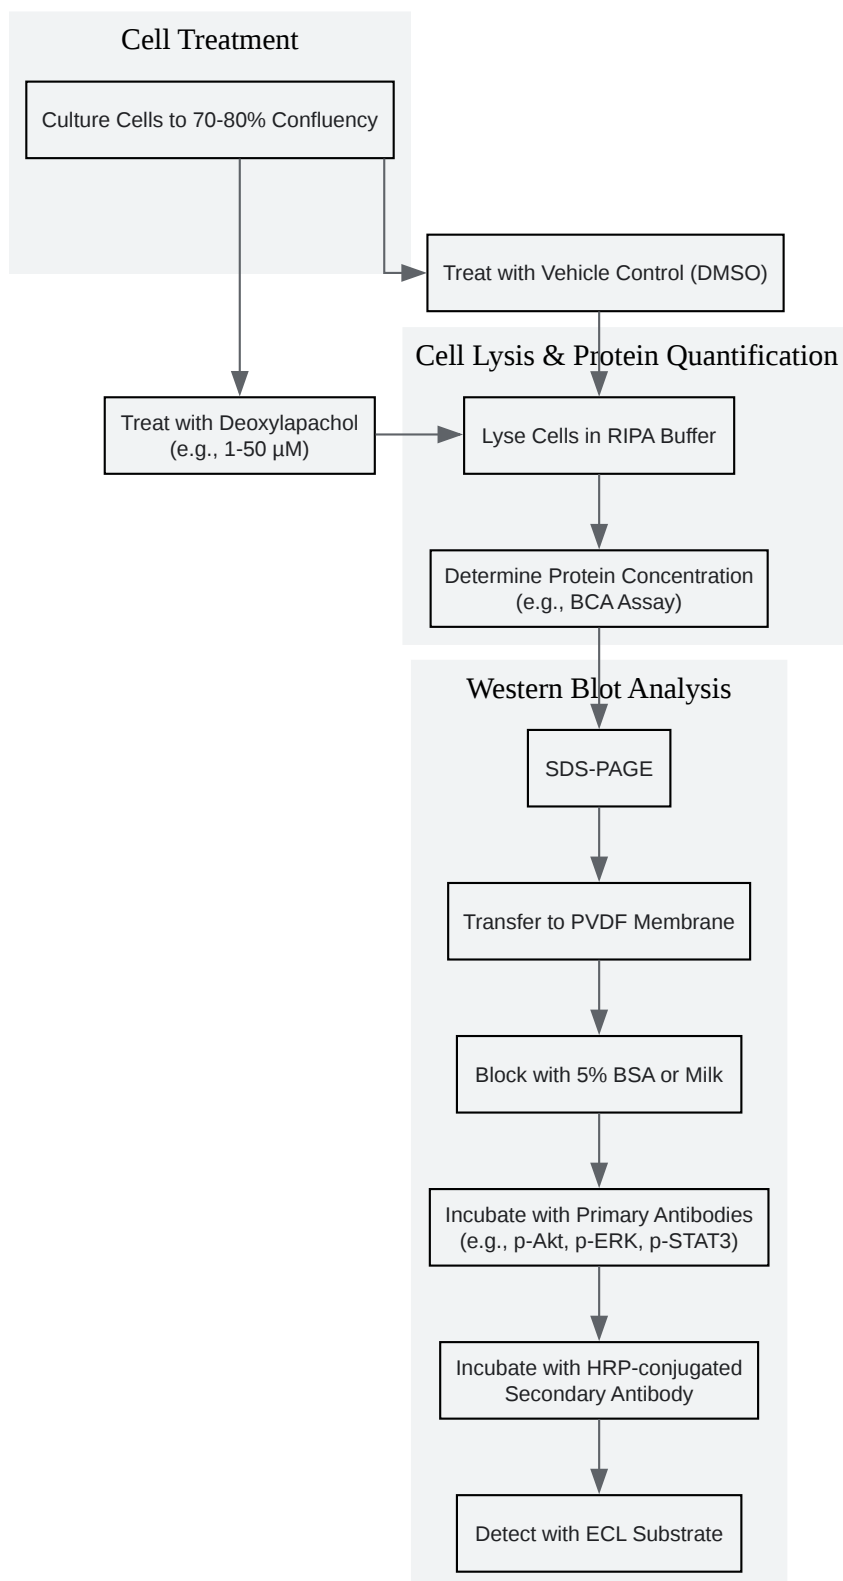 Cell Treatment
Culture Cells to 70-80% Confluency
Treat with Vehicle Control (DMSO)
Cell Lysis & Protein Quantification
Treat with Deoxylapachol
(e.g., 1-50 µM)
Lyse Cells in RIPA Buffer
Determine Protein Concentration
(e.g., BCA Assay)
Western Blot Analysis
SDS-PAGE
Transfer to PVDF Membrane
Block with 5% BSA or Milk
Incubate with Primary Antibodies
(e.g., p-Akt, p-ERK, p-STAT3)
Incubate with HRP-conjugated
Secondary Antibody
Detect with ECL Substrate